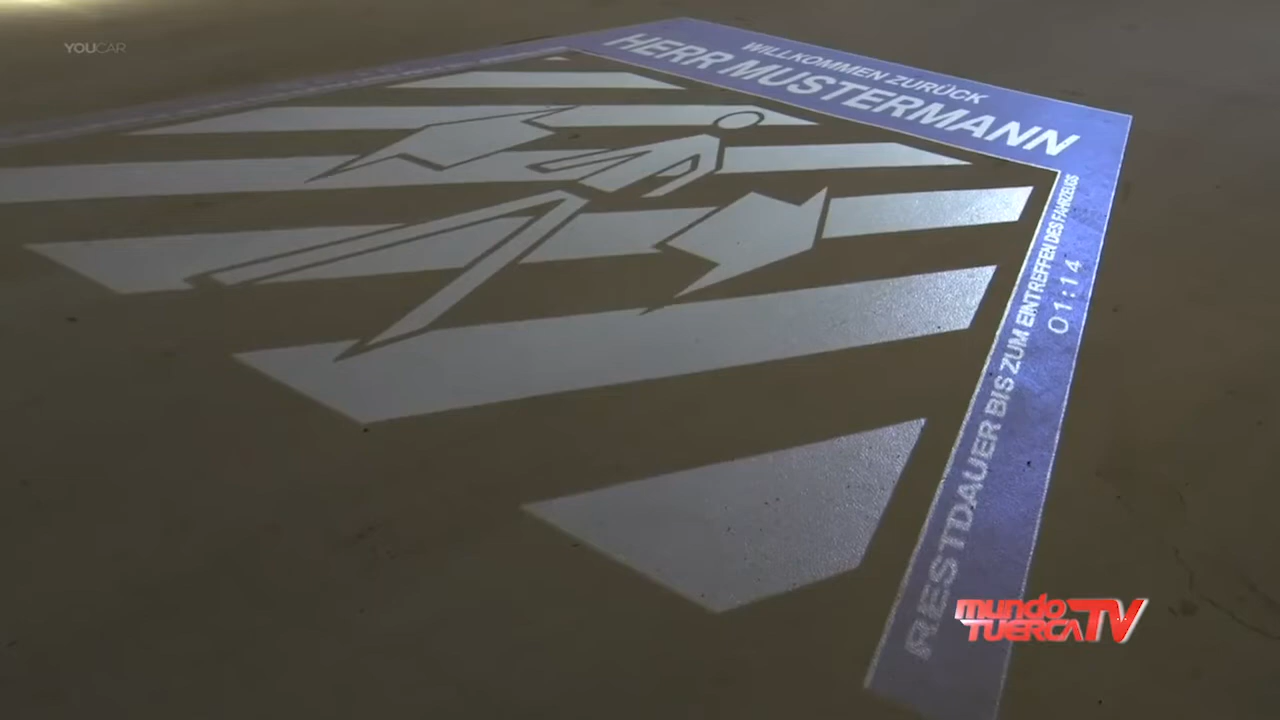 YOUCAR
WILLKOMMEN ZURÜCK
HERR MUSTERMANN
RESTDAUER BIS ZUM EINTREFFEN DES FAHRZEUGS
01:14
mundo
TUERCA TV